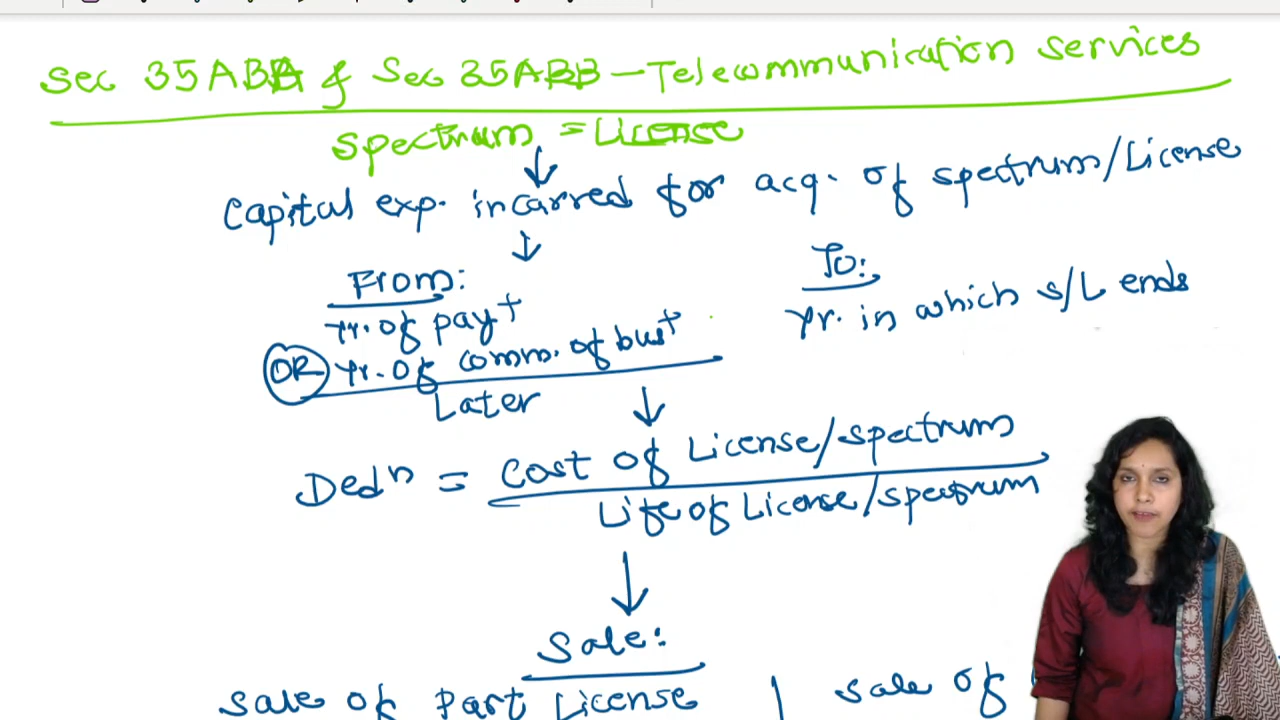 Sec 35ABA & Sec 35ABB - Telecommunication services
Spectrum = License
Capital exp. incurred for acq. of spectrum/License
From:
To:
Yr. of payt
Yr. in which S/L ends
OR Yr. of comm. of bust
Later
Dedn = Cost of License/spectrum
Life of License/spectrum
Sale:
Sale of Part License
Sale of